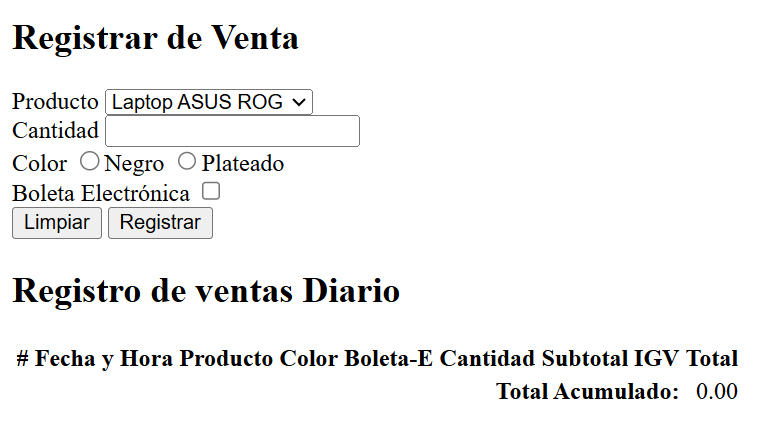 Registrar de Venta
Producto Laptop ASUS ROG
Cantidad
Color Negro Plateado
Boleta Electrónica
Limpiar Registrar
Registro de ventas Diario
# Fecha y Hora Producto Color Boleta-E Cantidad Subtotal IGV Total
Total Acumulado: 0.00